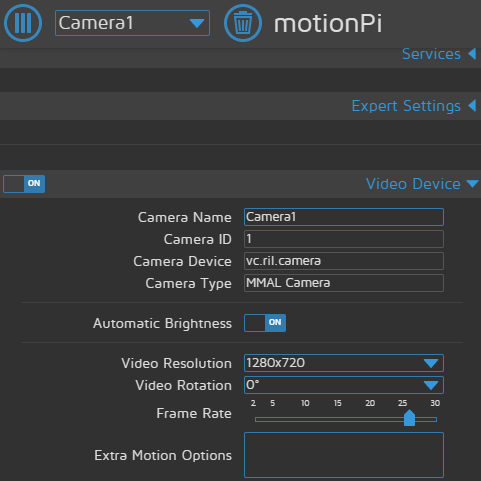 Camera1 motionPi
Services
Expert Settings
ON Video Device
Camera Name Camera1
Camera ID 1
Camera Device vc.ril.camera
Camera Type MMAL Camera
Automatic Brightness ON
Video Resolution 1280x720
Video Rotation 0°
2 5 10 15 20 25 30
Frame Rate
Extra Motion Options